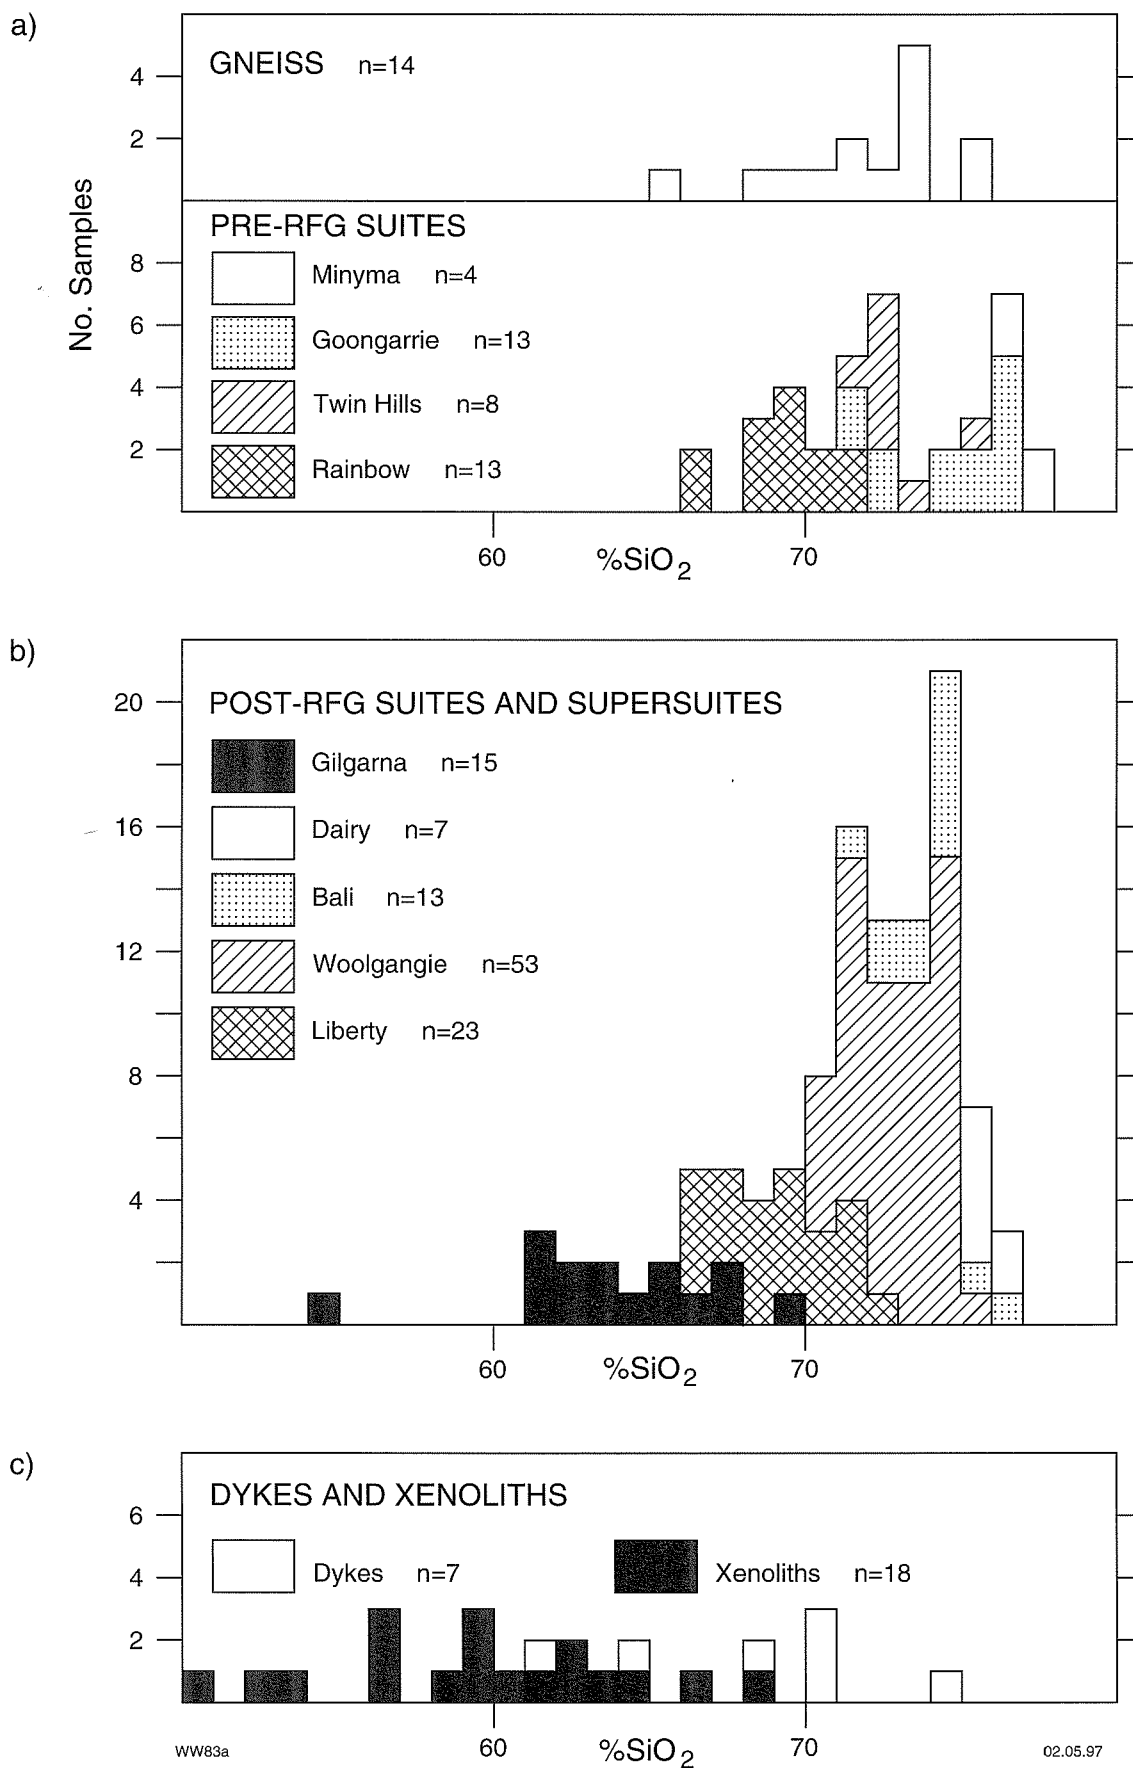 a)
GNEISS n=14
4
2
No. Samples
PRE-RFG SUITES
8
Minyma n=4
6
Goongarrie n=13
4
Twin Hills n=8
2
Rainbow n=13
60 %SiO2 70
b)
POST-RFG SUITES AND SUPERSUITES
20
Gilgarna n=15
16
Dairy n=7
Bali n=13
12
Woolgangie n=53
Liberty n=23
8
4
60 %SiO2 70
c)
DYKES AND XENOLITHS
6
4
Dykes n=7 Xenoliths n=18
2
60 %SiO2 70
WW83a 02.05.97